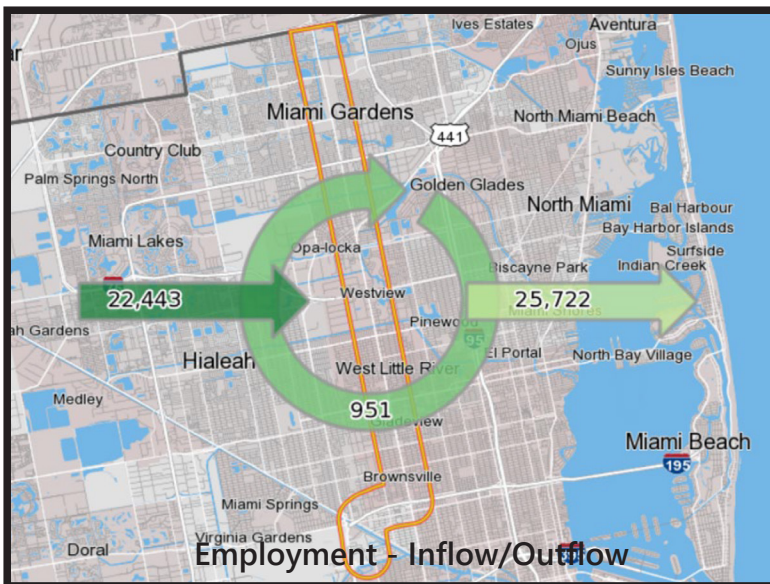 Ives Estates
Aventura
Ojus
Sunny Isles Beach
Miami Gardens
North Miami Beach
441
Country Club
Palm Springs North
Golden Glades
North Miami
Bal Harbour
Bay Harbor Islands
Miami Lakes
Opa-locka
Surfside
Biscayne Park
Indian Creek
22,443
Westview
25,722
Pinewood
Miami Shores
ah Gardens
95
Hialeah
West Little River
El Portal
North Bay Village
Medley
951
Gladeview
Miami Beach
195
Brownsville
Miami Springs
Virginia Gardens
Doral
Employment - Inflow/Outflow